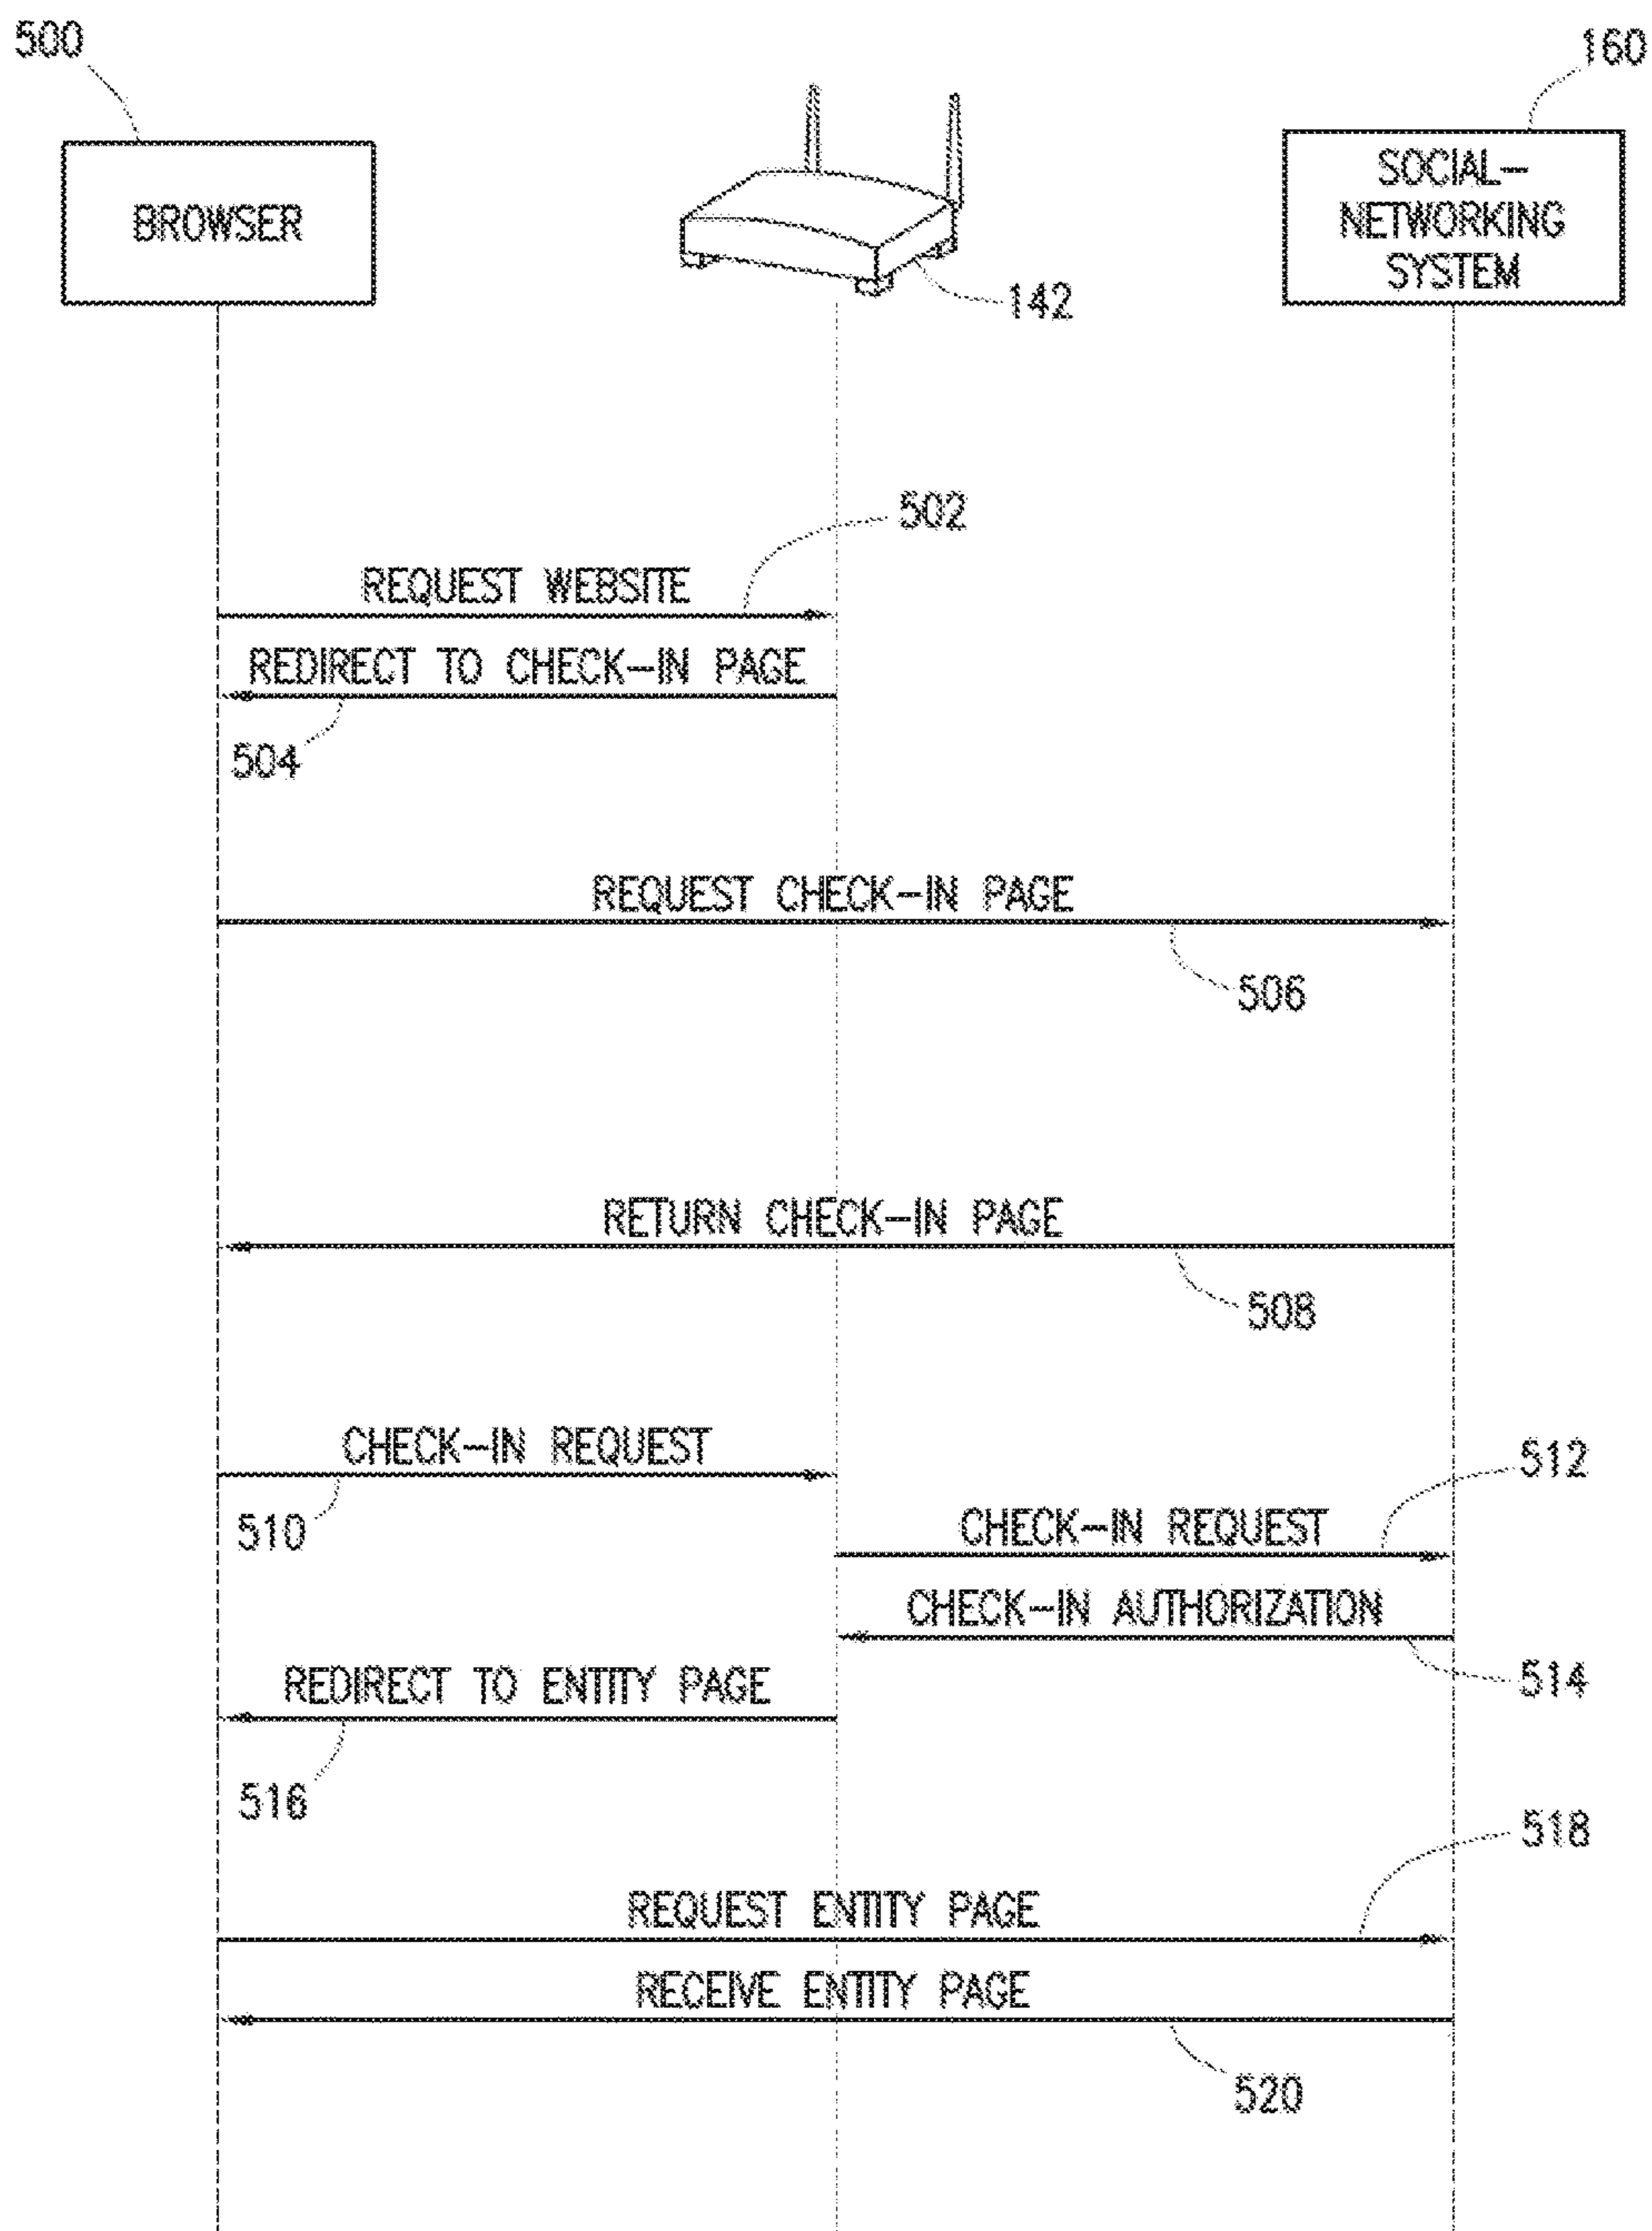 500
160
BROWSER
SOCIAL-
NETWORKING
SYSTEM
142
502
REQUEST WEBSITE
REDIRECT TO CHECK-IN PAGE
504
REQUEST CHECK-IN PAGE
506
RETURN CHECK-IN PAGE
508
CHECK-IN REQUEST
512
510
CHECK-IN REQUEST
CHECK-IN AUTHORIZATION
514
REDIRECT TO ENTITY PAGE
516
518
REQUEST ENTITY PAGE
RECEIVE ENTITY PAGE
520